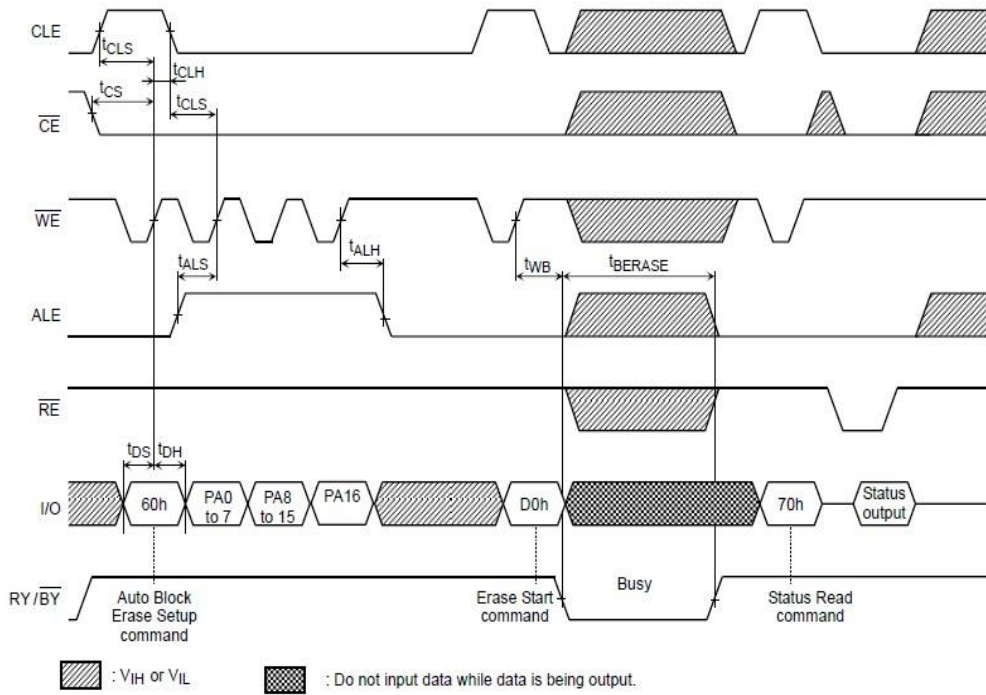 CLE
tCLS
tCLH
tCS
tCLS
CE
WE
tALS
tALH
tWB
tBERASE
ALE
RE
tDS
tDH
I/O
60h
PA0
to 7
PA8
to 15
PA16
D0h
70h
Status
output
RY/BY
Auto Block
Erase Setup
command
Erase Start
command
Busy
Status Read
command
: VIH or VIL
: Do not input data while data is being output.